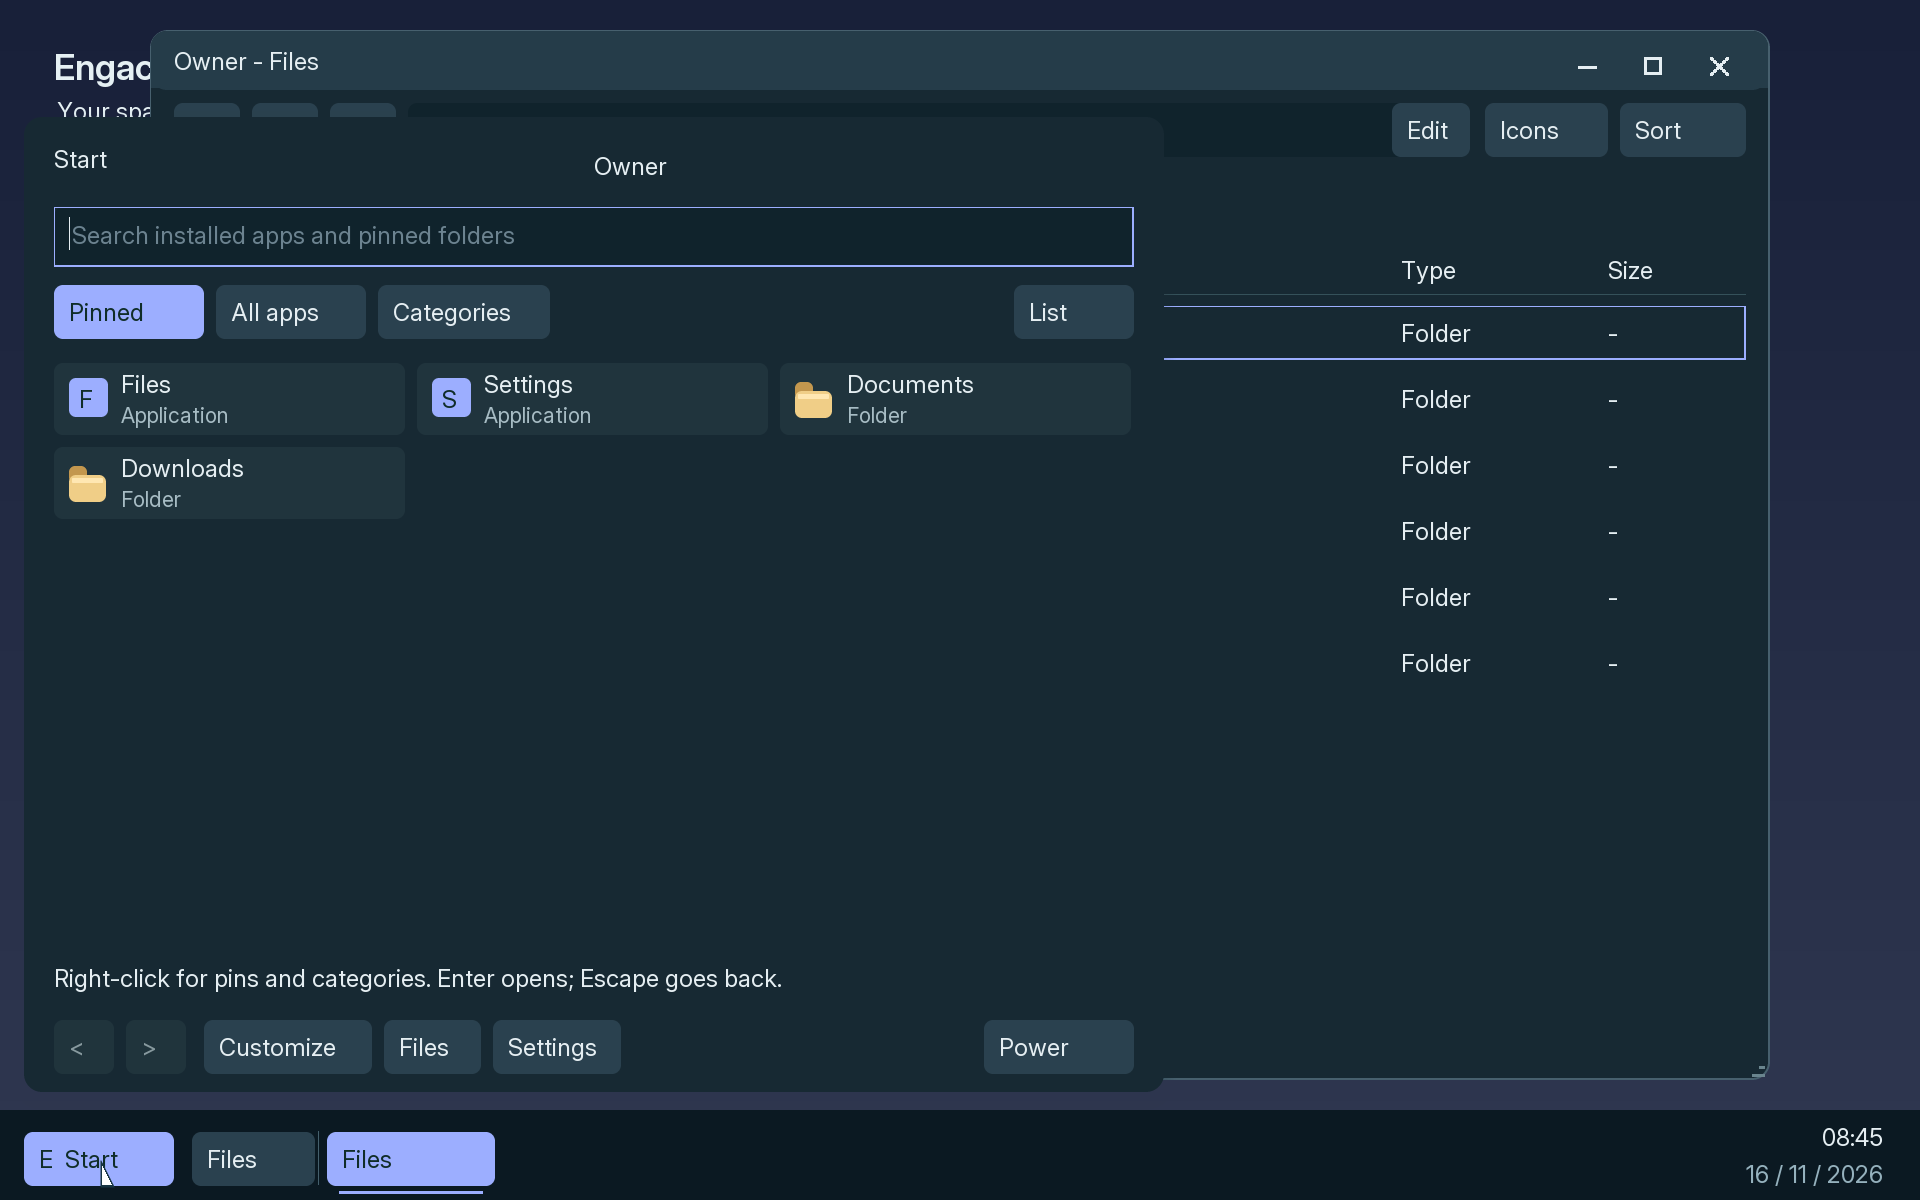 Engac
Your spa
Owner - Files
Edit
Icons
Sort
Start
Owner
Search installed apps and pinned folders
Pinned
All apps
Categories
List
Type
Size
Files
Application
Settings
Application
Documents
Folder
Downloads
Folder
Folder -
Folder -
Folder -
Folder -
Folder -
Folder -
Right-click for pins and categories. Enter opens; Escape goes back.
<
>
Customize
Files
Settings
Power
E Start
Files
Files
08:45
16 / 11 / 2026